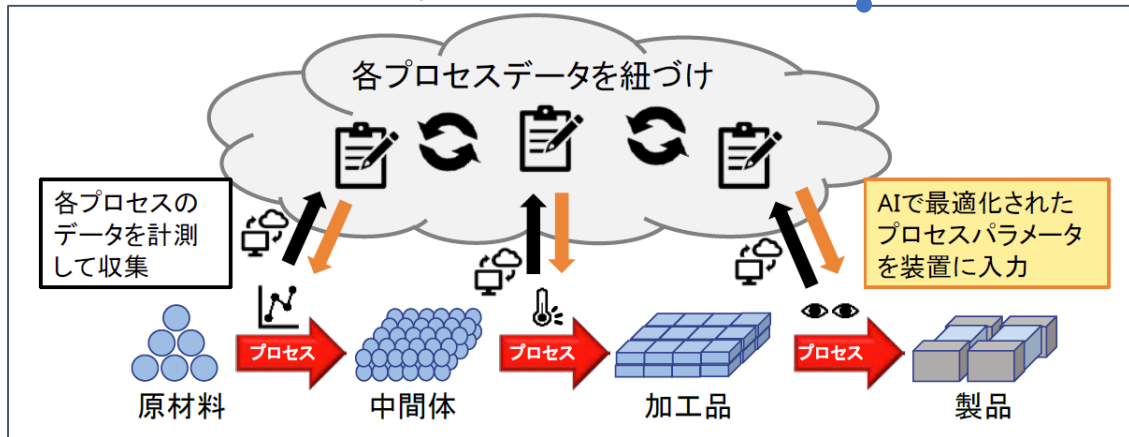 各プロセスデータを紐づけ
各プロセスの
データを計測
して収集
AIで最適化された
プロセスパラメータ
を装置に入力
プロセス
プロセス
プロセス
原材料
中間体
加工品
製品